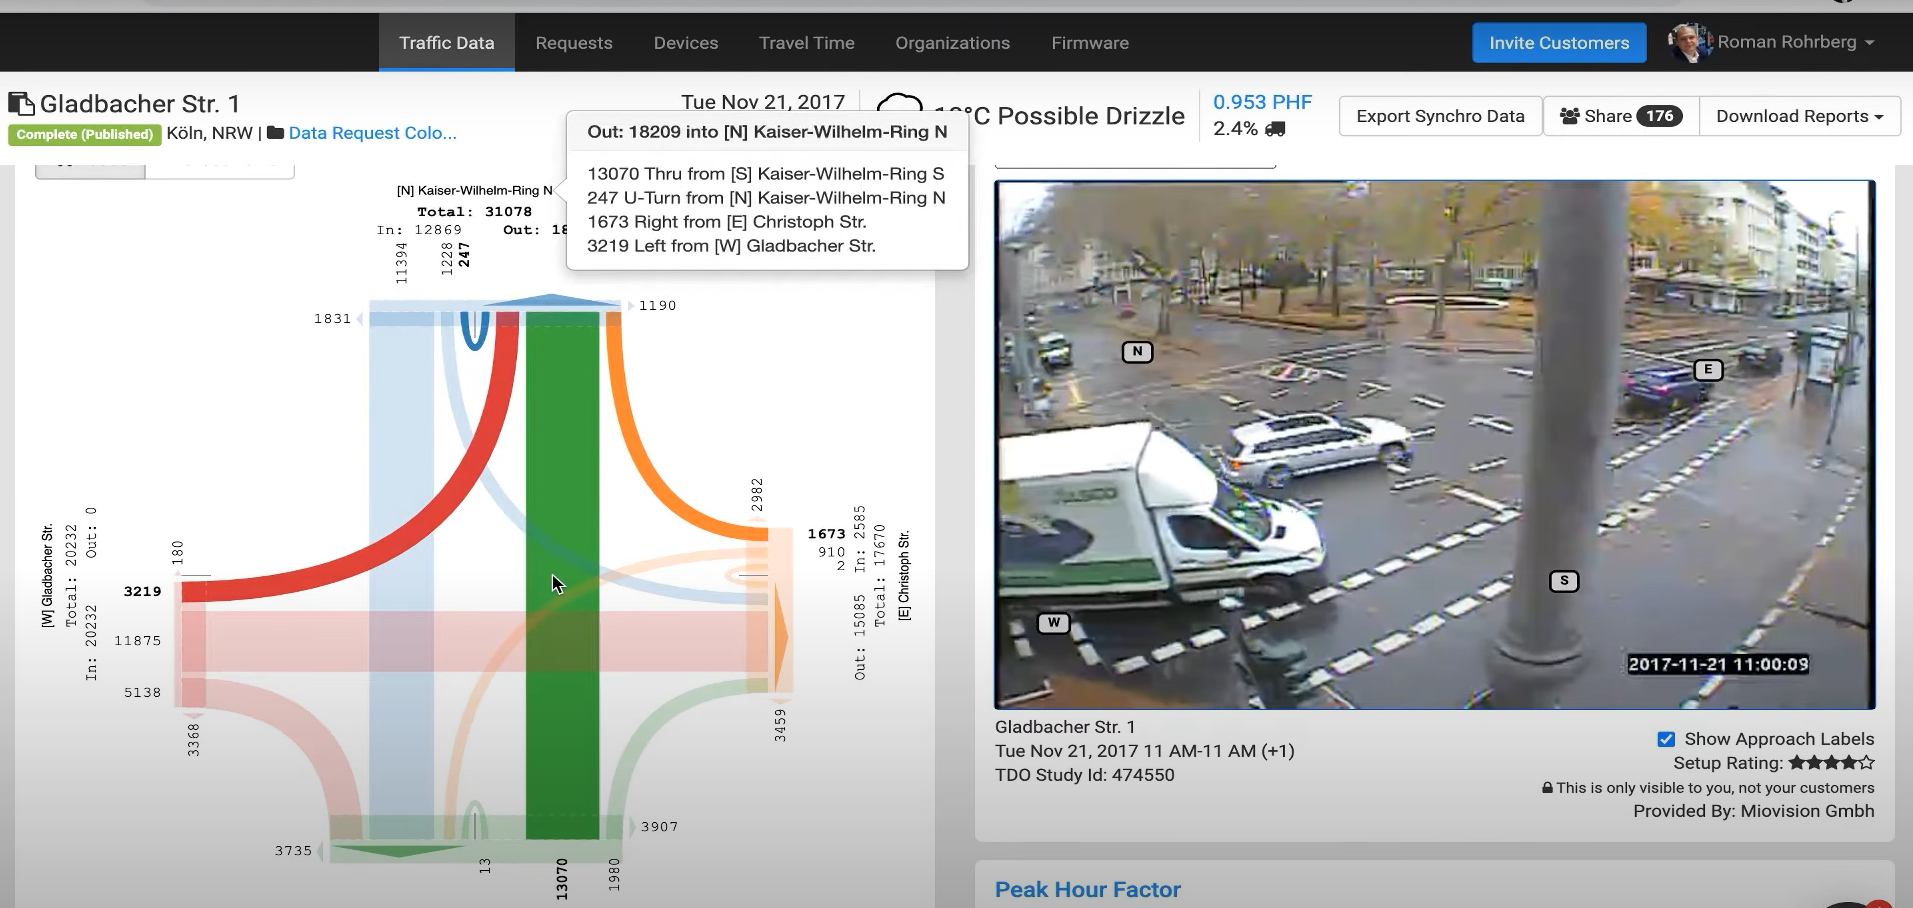 Traffic Data
Requests
Devices
Travel Time
Organizations
Firmware
Invite Customers
Roman Rohrberg
Gladbacher Str. 1
Complete (Published) Köln, NRW | Data Request Colo...
Tue Nov 21, 2017
°C Possible Drizzle
0.953 PHF
2.4%
Export Synchro Data
Share 176
Download Reports
Out: 18209 into [N] Kaiser-Wilhelm-Ring N
13070 Thru from [S] Kaiser-Wilhelm-Ring S
247 U-Turn from [N] Kaiser-Wilhelm-Ring N
1673 Right from [E] Christoph Str.
3219 Left from [W] Gladbacher Str.
[N] Kaiser-Wilhelm-Ring N
Total: 31078
In: 12869 Out: 18
11394
1228
247
1831
1190
[W] Gladbacher Str.
Total: 20232
In: 20232 Out: 0
180
3219
11875
5138
3368
2982
1673
910
2
Out: 15085 In: 2585
Total: 17670
[E] Christoph Str.
3459
3735
3907
13
13070
1980
N
E
S
W
2017-11-21 11:00:09
Gladbacher Str. 1
Tue Nov 21, 2017 11 AM-11 AM (+1)
TDO Study Id: 474550
Show Approach Labels
Setup Rating:
This is only visible to you, not your customers
Provided By: Miovision Gmbh
Peak Hour Factor